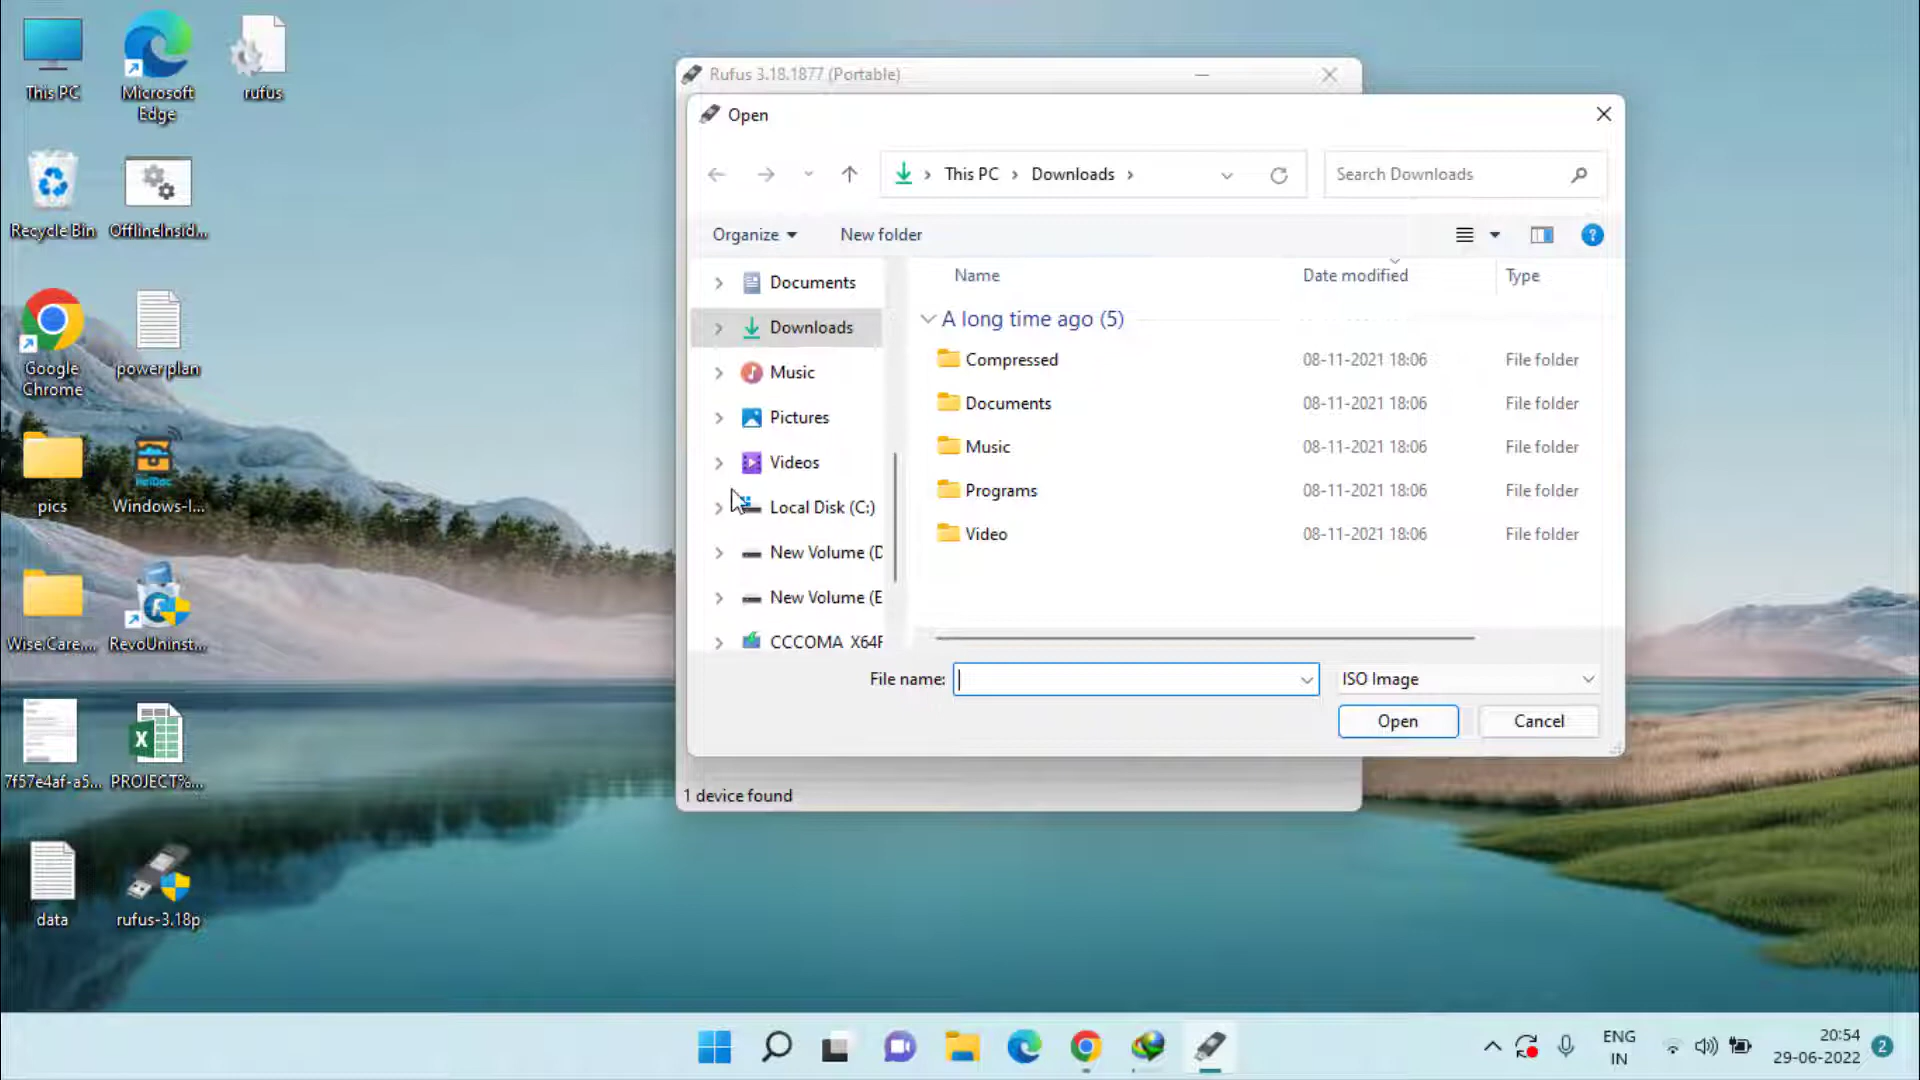 This PC
Microsoft
Edge
rufus
Recycle Bin
OfflineInsid...
Google
Chrome
power plan
pics
HelDoc
Windows-I...
Wise.Care....
RevoUninst...
7f57e4af-a5...
PROJECT%...
data
rufus-3.18p
Rufus 3.18.1877 (Portable)
Open
This PC
Downloads
Search Downloads
Organize
New folder
Documents
Downloads
Music
Pictures
Videos
Local Disk (C:)
New Volume (D
New Volume (E
CCCOMA_X64F
Name
Date modified
Type
A long time ago (5)
Compressed 08-11-2021 18:06 File folder
Documents 08-11-2021 18:06 File folder
Music 08-11-2021 18:06 File folder
Programs 08-11-2021 18:06 File folder
Video 08-11-2021 18:06 File folder
File name:
ISO Image
Open
Cancel
1 device found
ENG
IN
20:54
29-06-2022
2